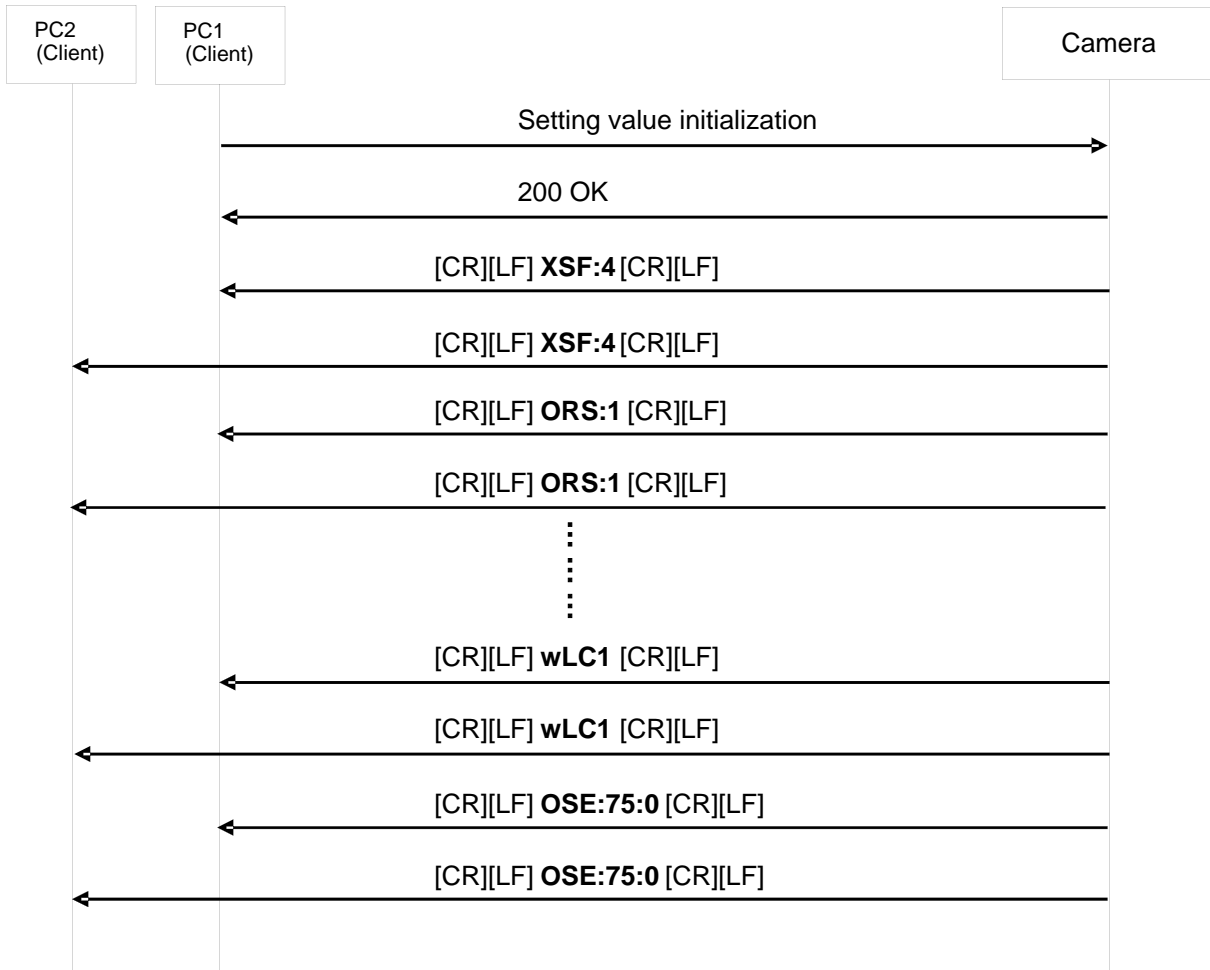 PC2
(Client)
PC1
(Client)
Camera
Setting value initialization
200 OK
[CR][LF] XSF:4 [CR][LF]
[CR][LF] XSF:4 [CR][LF]
[CR][LF] ORS:1 [CR][LF]
[CR][LF] ORS:1 [CR][LF]
[CR][LF] wLC1 [CR][LF]
[CR][LF] wLC1 [CR][LF]
[CR][LF] OSE:75:0 [CR][LF]
[CR][LF] OSE:75:0 [CR][LF]